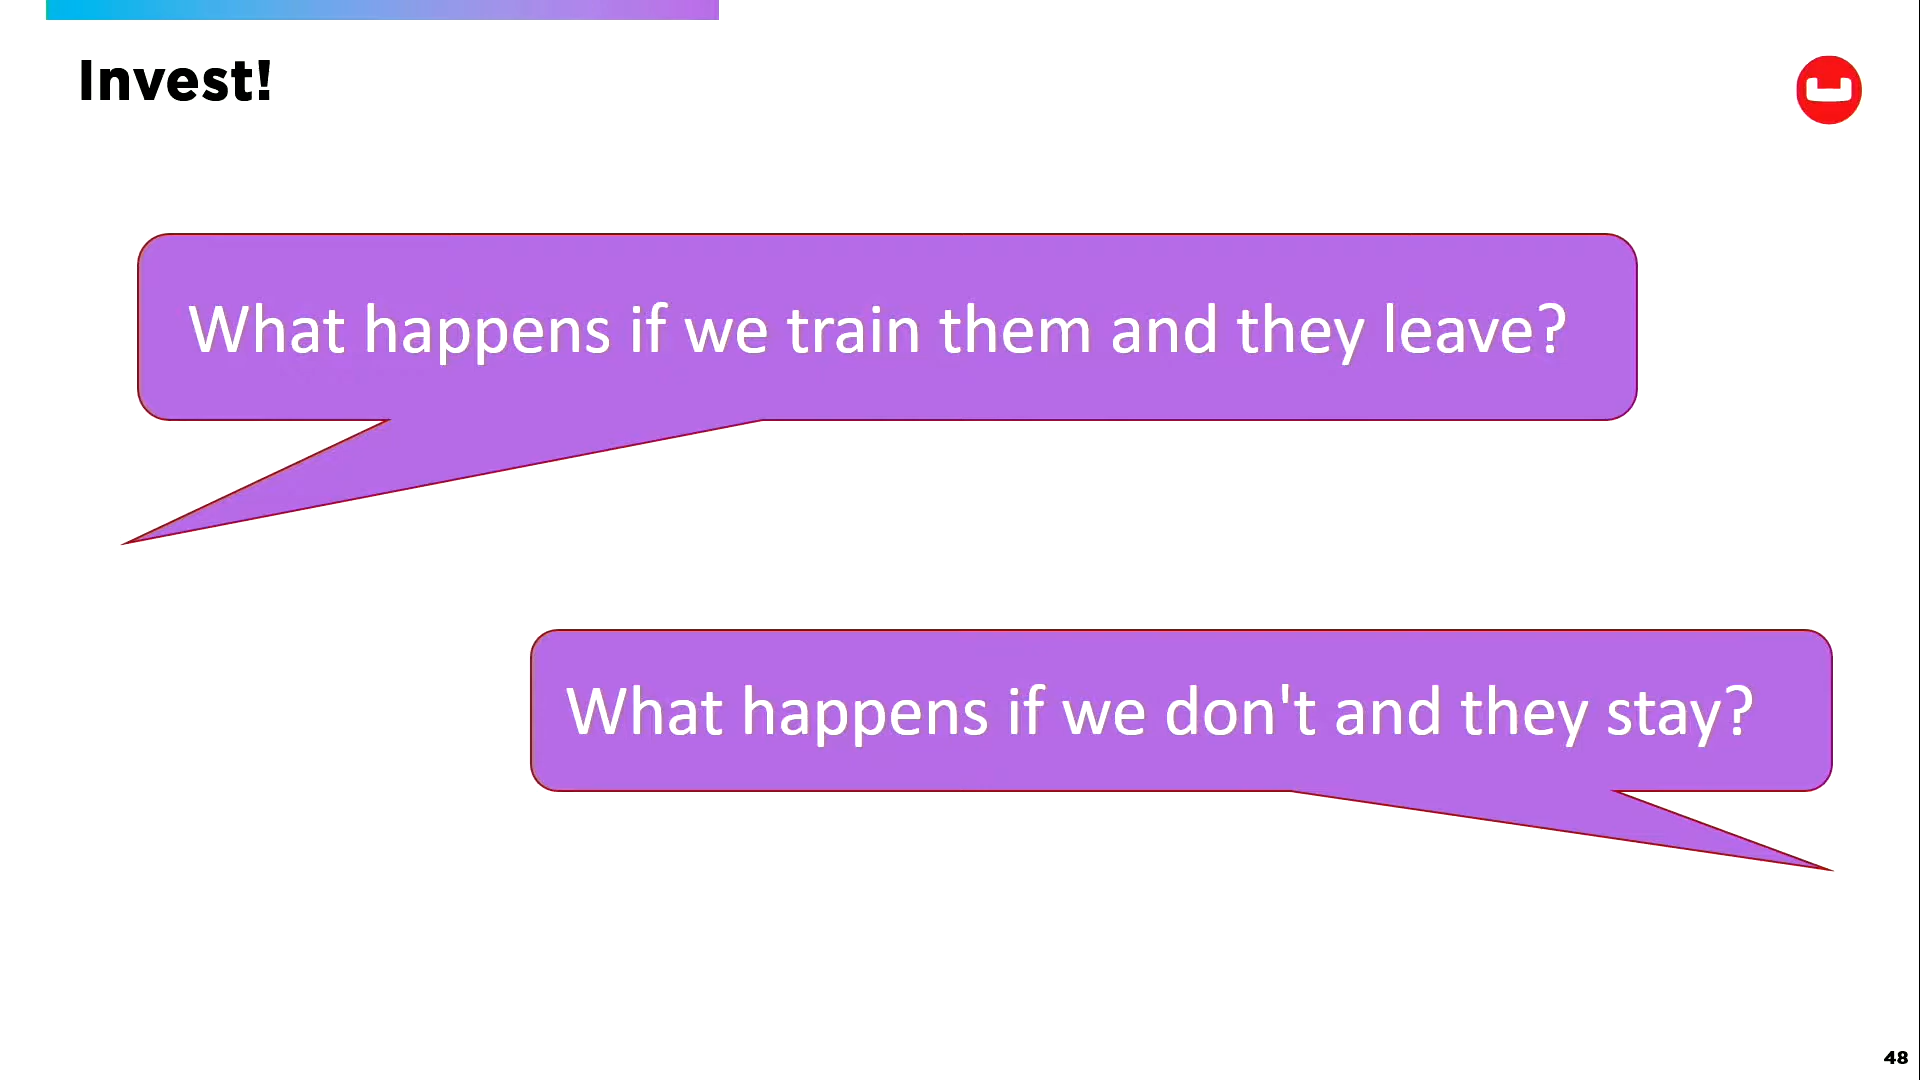 Invest!
What happens if we train them and they leave?
What happens if we don't and they stay?
48